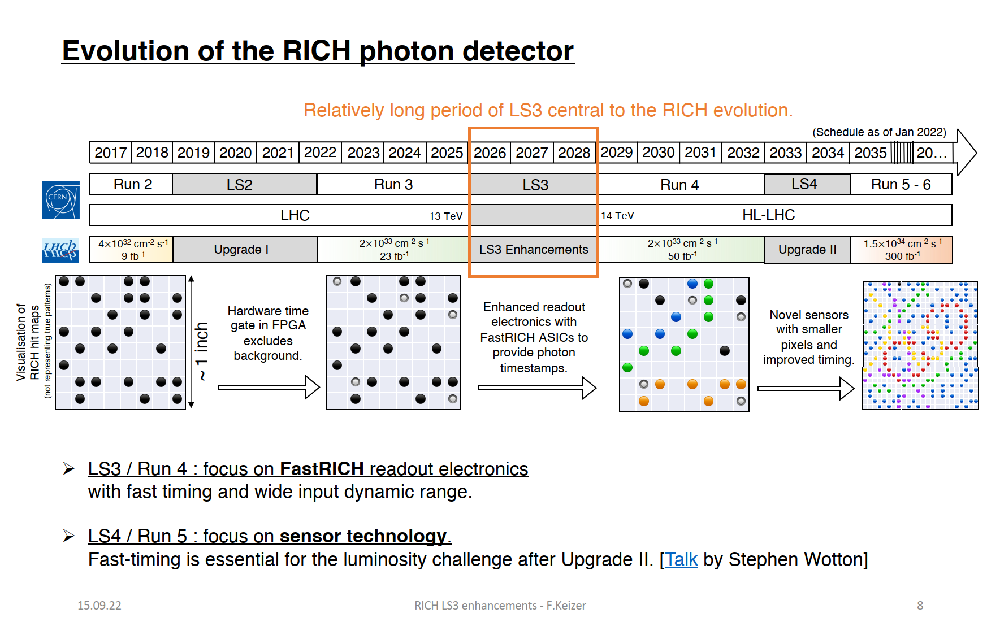 Evolution of the RICH photon detector
Relatively long period of LS3 central to the RICH evolution.
(Schedule as of Jan 2022)
2017 2018 2019 2020 2021 2022 2023 2024 2025 2026 2027 2028 2029 2030 2031 2032 2033 2034 2035 20…
CERN
Run 2 LS2 Run 3 LS3 Run 4 LS4 Run 5 - 6
LHC 13 TeV 14 TeV HL-LHC
LHCb
4×10³² cm⁻² s⁻¹
9 fb⁻¹
Upgrade I
2×10³³ cm⁻² s⁻¹
23 fb⁻¹
LS3 Enhancements
2×10³³ cm⁻² s⁻¹
50 fb⁻¹
Upgrade II
1.5×10³⁴ cm⁻² s⁻¹
300 fb⁻¹
Visualisation of
RICH hit maps
(not representing true patterns)
~ 1 inch
Hardware time
gate in FPGA
excludes
background.
Enhanced readout
electronics with
FastRICH ASICs to
provide photon
timestamps.
Novel sensors
with smaller
pixels and
improved timing.
➢ LS3 / Run 4 : focus on FastRICH readout electronics
with fast timing and wide input dynamic range.
➢ LS4 / Run 5 : focus on sensor technology.
Fast-timing is essential for the luminosity challenge after Upgrade II. [Talk by Stephen Wotton]
15.09.22
RICH LS3 enhancements - F.Keizer
8